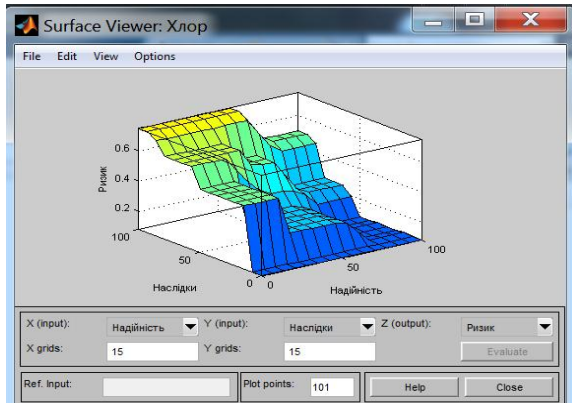 Surface Viewer: Хлор
File Edit View Options
0.6
0.4
0.2
Ризик
100
50
0
Наслідки
0
50
100
Надійність
X (input): Надійність Y (input): Наслідки Z (output): Ризик
X grids: 15 Y grids: 15 Evaluate
Ref. Input: Plot points: 101 Help Close